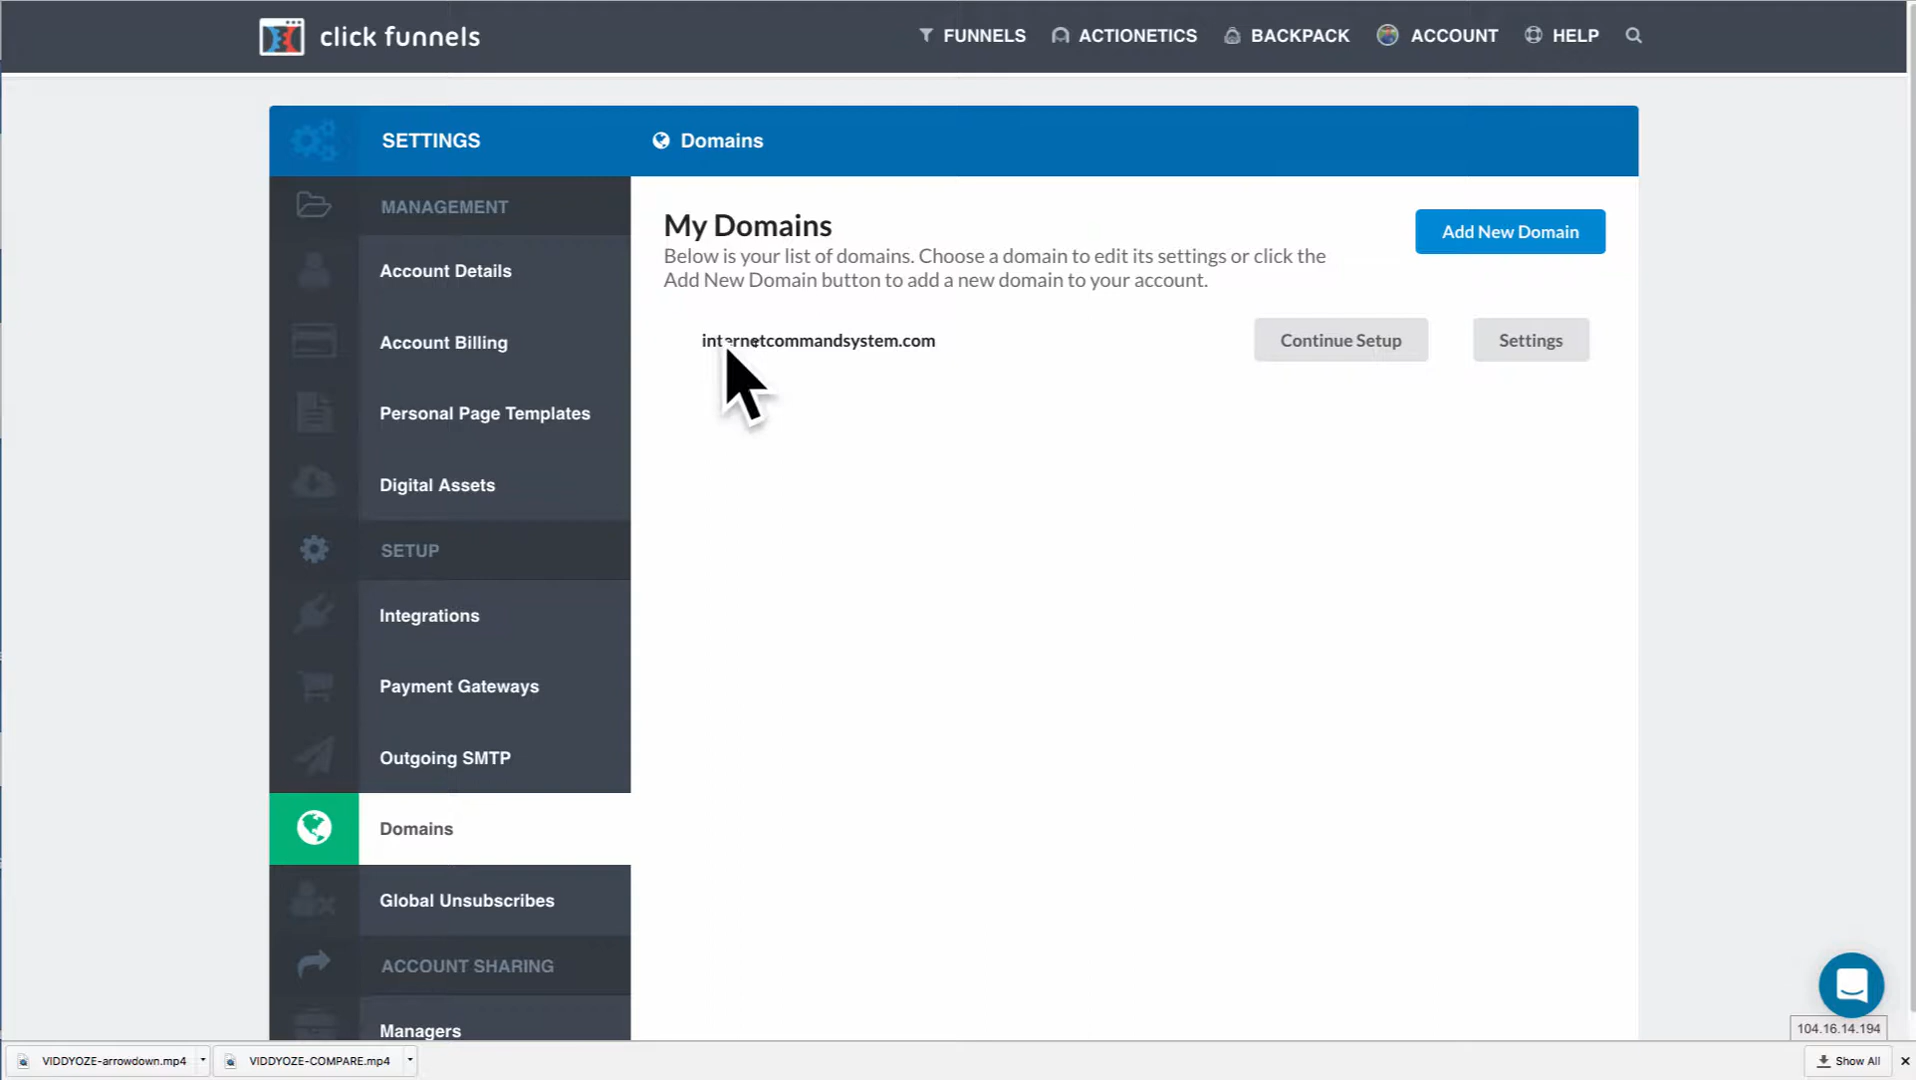 click funnels
FUNNELS
ACTIONETICS
BACKPACK
ACCOUNT
HELP
SETTINGS
Domains
MANAGEMENT
Account Details
Account Billing
Personal Page Templates
Digital Assets
SETUP
Integrations
Payment Gateways
Outgoing SMTP
Domains
Global Unsubscribes
ACCOUNT SHARING
Managers
My Domains
Below is your list of domains. Choose a domain to edit its settings or click the
Add New Domain button to add a new domain to your account.
Add New Domain
internetcommandsystem.com
Continue Setup
Settings
104.16.14.194
VIDDYOZE-arrowdown.mp4
VIDDYOZE-COMPARE.mp4
Show All